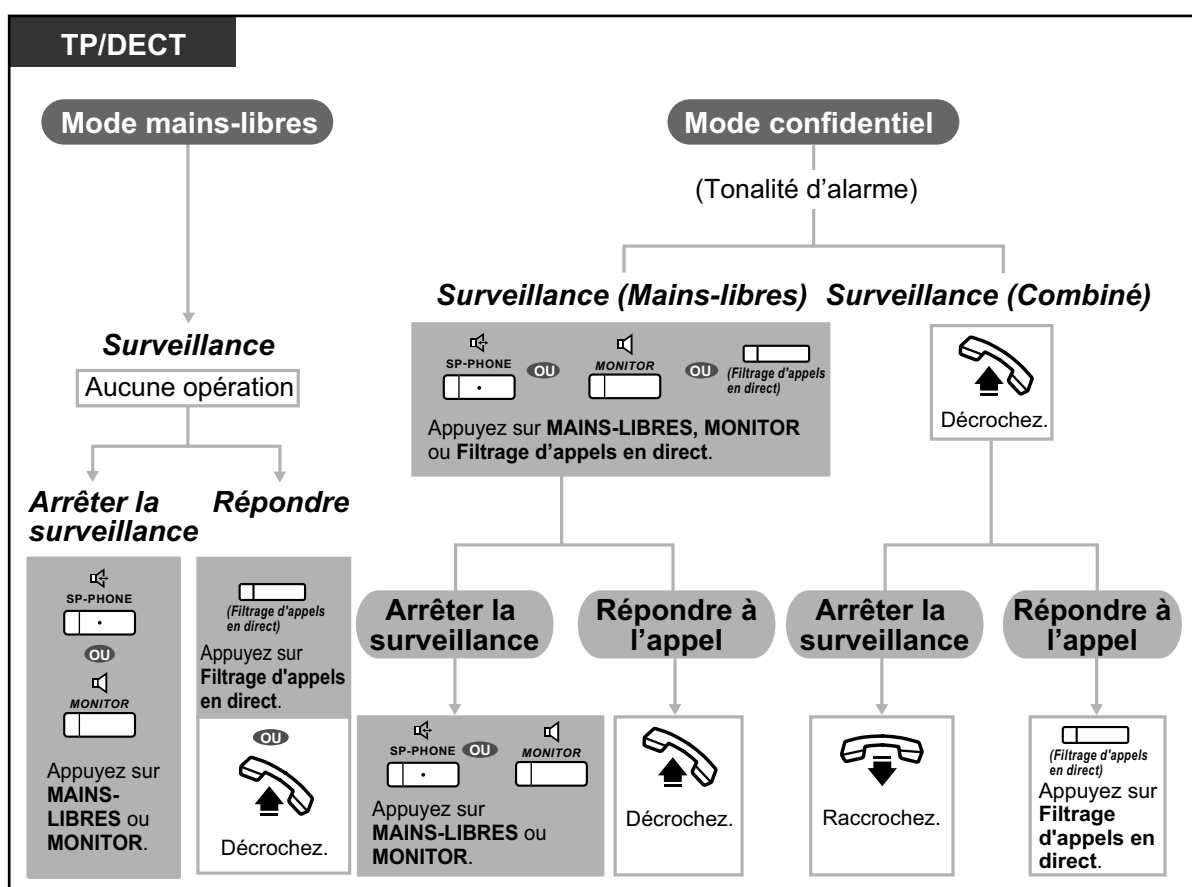 TP/DECT
Mode mains-libres
Surveillance
Aucune opération
Arrêter la
surveillance
SP-PHONE
OU
MONITOR
Appuyez sur
MAINS-
LIBRES ou
MONITOR.
Répondre
(Filtrage d'appels
en direct)
Appuyez sur
Filtrage d'appels
en direct.
OU
Décrochez.
Mode confidentiel
(Tonalité d’alarme)
Surveillance (Mains-libres)
SP-PHONE
OU
MONITOR
OU
(Filtrage d'appels
en direct)
Appuyez sur MAINS-LIBRES, MONITOR
ou Filtrage d’appels en direct.
Arrêter la
surveillance
SP-PHONE
OU
MONITOR
Appuyez sur
MAINS-LIBRES ou
MONITOR.
Répondre à
l’appel
Décrochez.
Surveillance (Combiné)
Décrochez.
Arrêter la
surveillance
Raccrochez.
Répondre à
l’appel
(Filtrage d'appels
en direct)
Appuyez sur
Filtrage
d'appels en
direct.